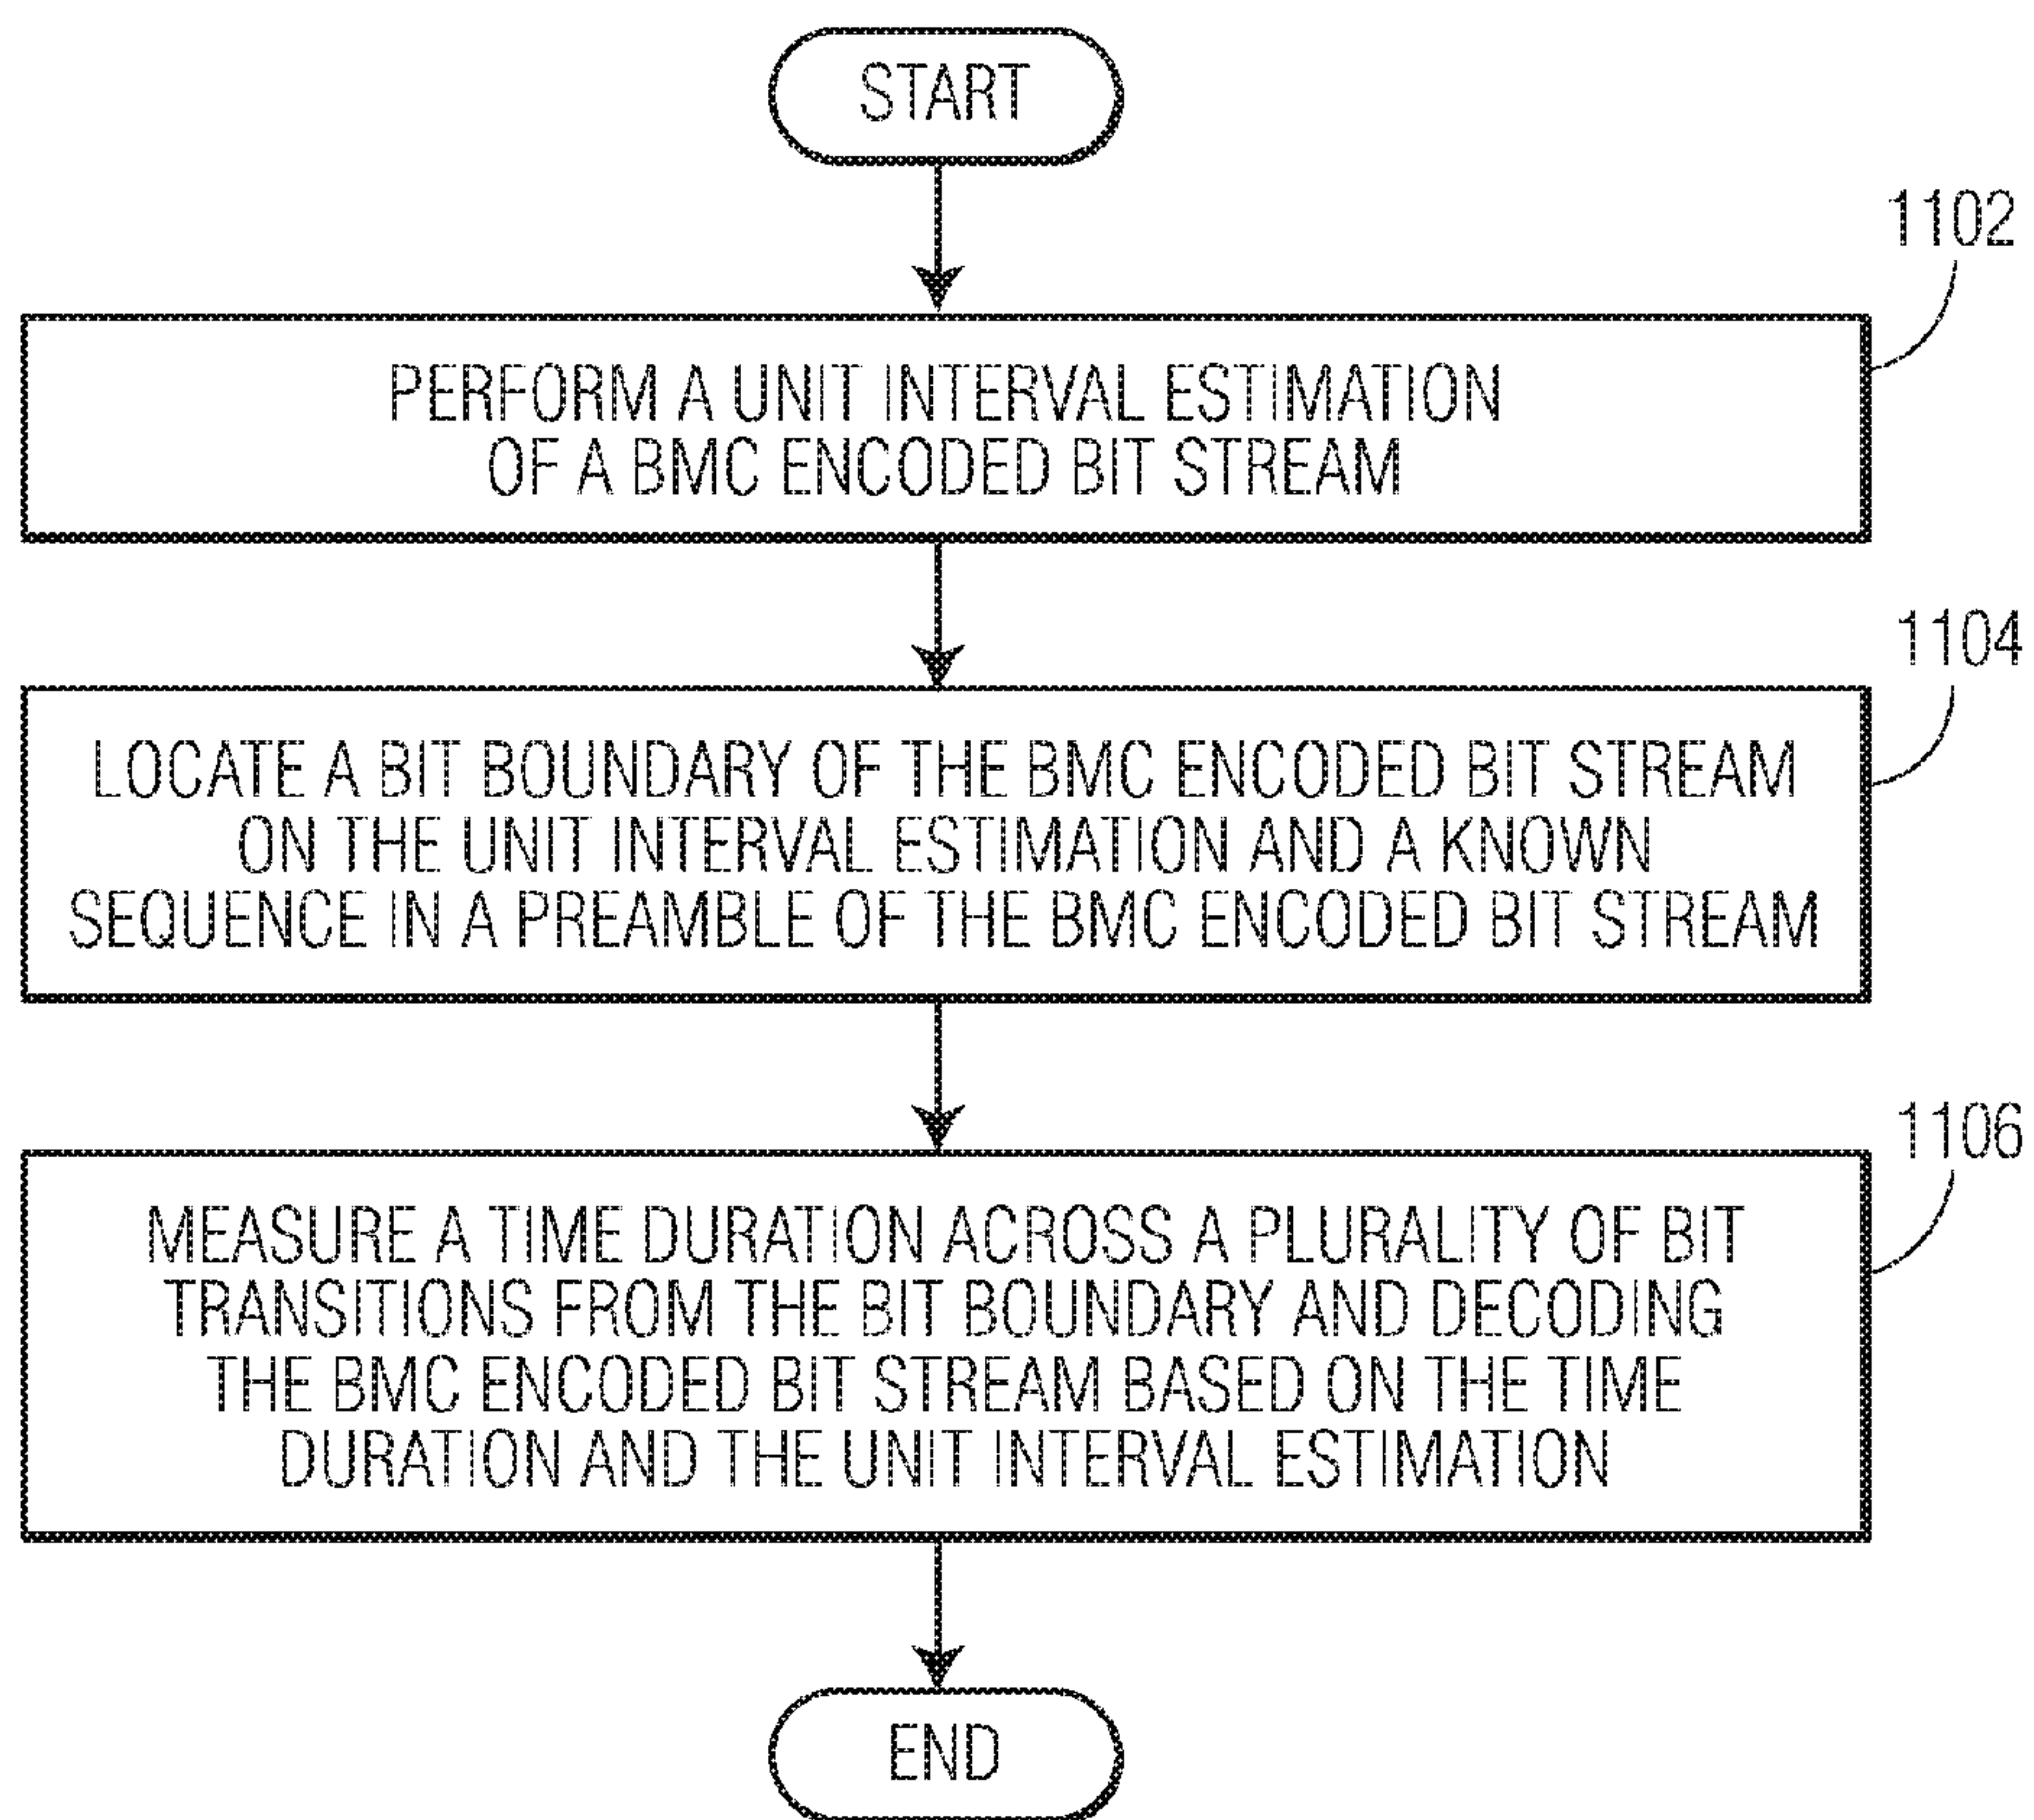 START
1102
PERFORM A UNIT INTERVAL ESTIMATION
OF A BMC ENCODED BIT STREAM
1104
LOCATE A BIT BOUNDARY OF THE BMC ENCODED BIT STREAM
ON THE UNIT INTERVAL ESTIMATION AND A KNOWN
SEQUENCE IN A PREAMBLE OF THE BMC ENCODED BIT STREAM
1106
MEASURE A TIME DURATION ACROSS A PLURALITY OF BIT
TRANSITIONS FROM THE BIT BOUNDARY AND DECODING
THE BMC ENCODED BIT STREAM BASED ON THE TIME
DURATION AND THE UNIT INTERVAL ESTIMATION
END